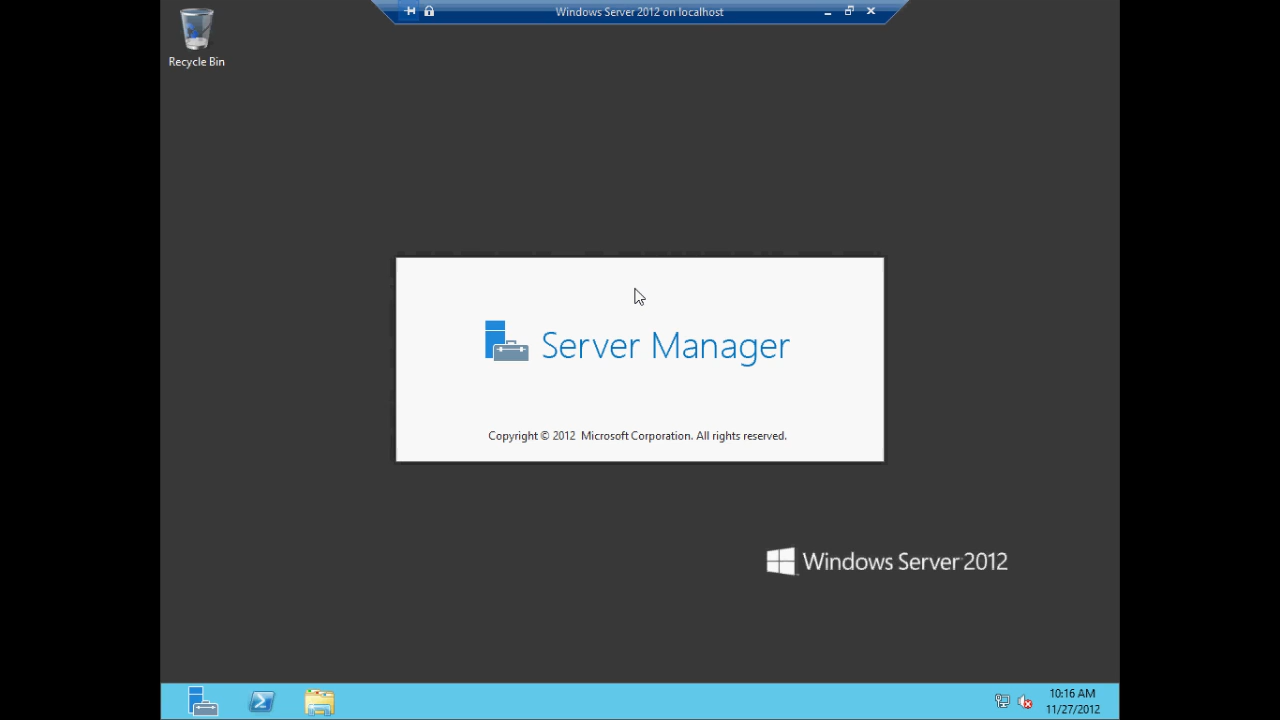 Windows Server 2012 on localhost
Recycle Bin
Server Manager
Copyright © 2012 Microsoft Corporation. All rights reserved.
Windows Server 2012
10:16 AM
11/27/2012